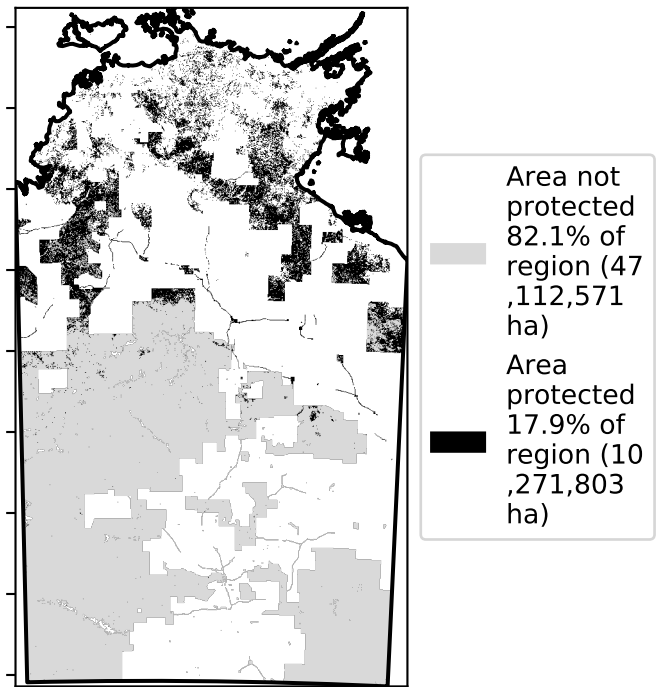 Area not
protected
82.1% of
region (47
,112,571
ha)
Area
protected
17.9% of
region (10
,271,803
ha)